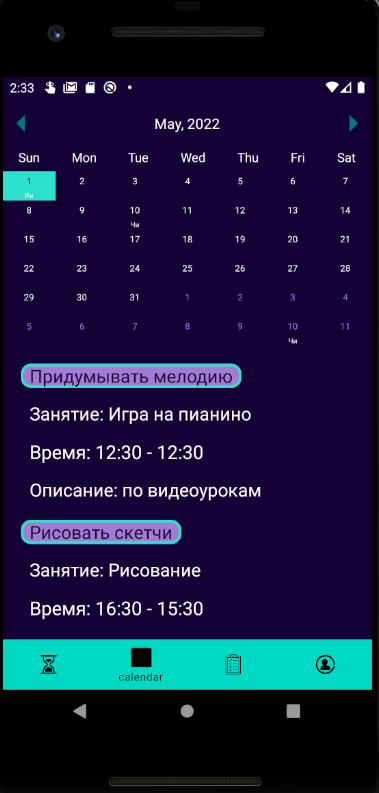 2:33
May, 2022
Sun Mon Tue Wed Thu Fri Sat
1 2 3 4 5 6 7
Ри
8 9 10 11 12 13 14
Чи
15 16 17 18 19 20 21
22 23 24 25 26 27 28
29 30 31 1 2 3 4
5 6 7 8 9 10 11
Чи
Придумывать мелодию
Занятие: Игра на пианино
Время: 12:30 - 12:30
Описание: по видеоурокам
Рисовать скетчи
Занятие: Рисование
Время: 16:30 - 15:30
calendar